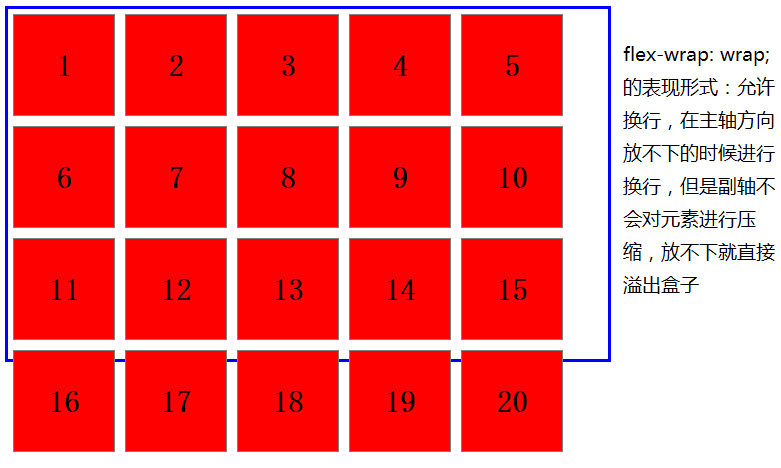 1 2 3 4 5
6 7 8 9 10
11 12 13 14 15
16 17 18 19 20
flex-wrap: wrap;
的表现形式：允许
换行，在主轴方向
放不下的时候进行
换行，但是副轴不
会对元素进行压
缩，放不下就直接
溢出盒子